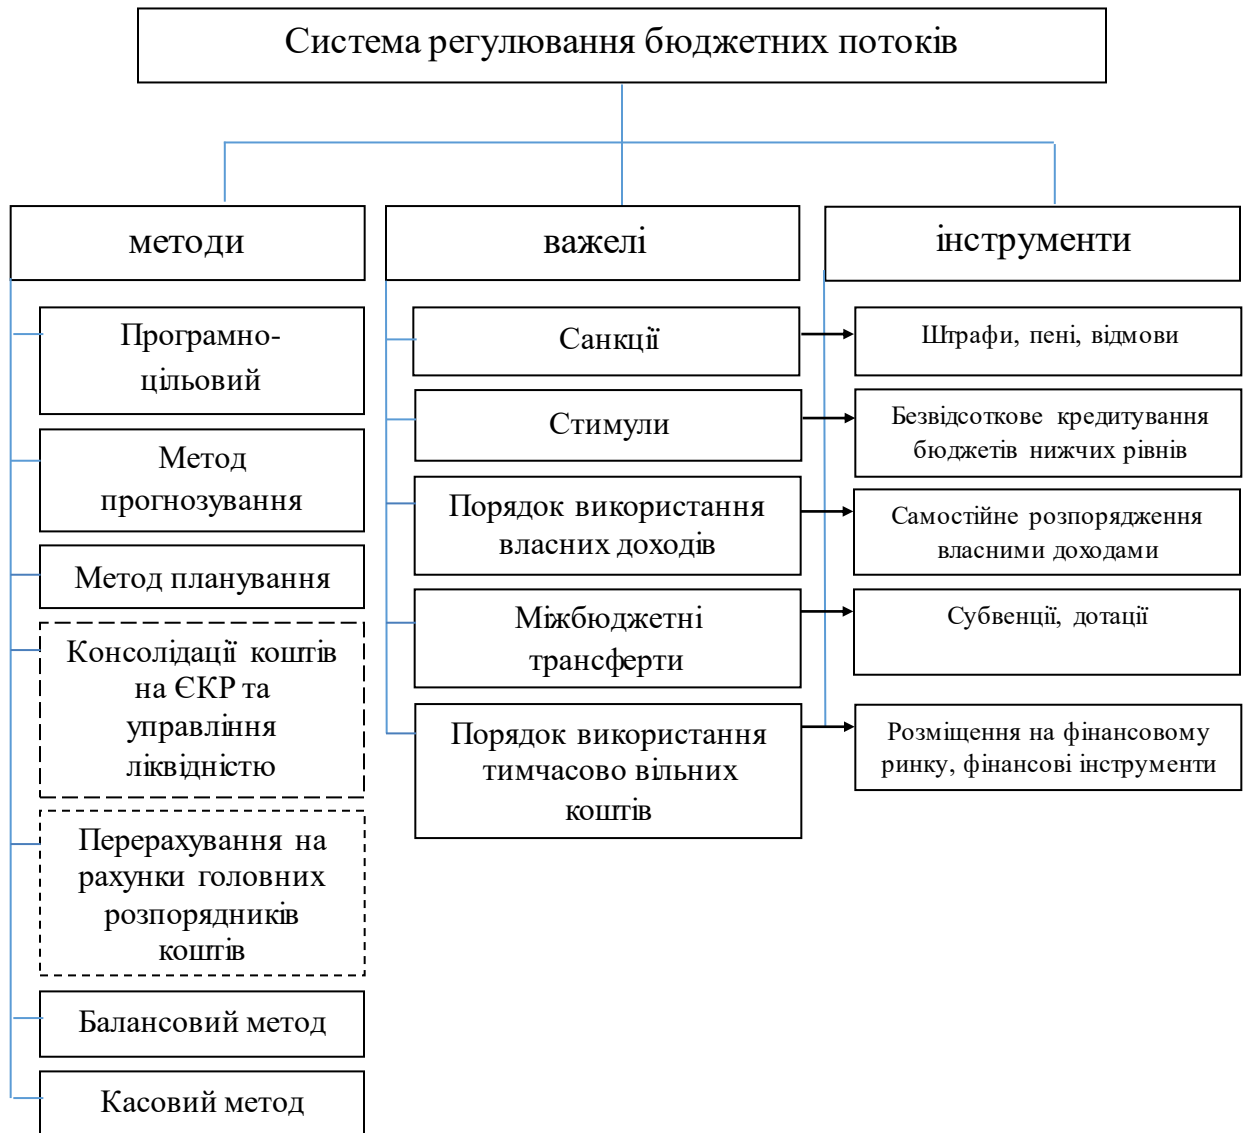 Система регулювання бюджетних потоків
методи
Програмно-
цільовий
Метод
прогнозування
Метод планування
Консолідації коштів
на ЄКР та
управління
ліквідністю
Перерахування на
рахунки головних
розпорядників
коштів
Балансовий метод
Касовий метод
важелі
Санкції
Стимули
Порядок використання
власних доходів
Міжбюджетні
трансферти
Порядок використання
тимчасово вільних
коштів
інструменти
Штрафи, пені, відмови
Безвідсоткове кредитування
бюджетів нижчих рівнів
Самостійне розпорядження
власними доходами
Субвенції, дотації
Розміщення на фінансовому
ринку, фінансові інструменти